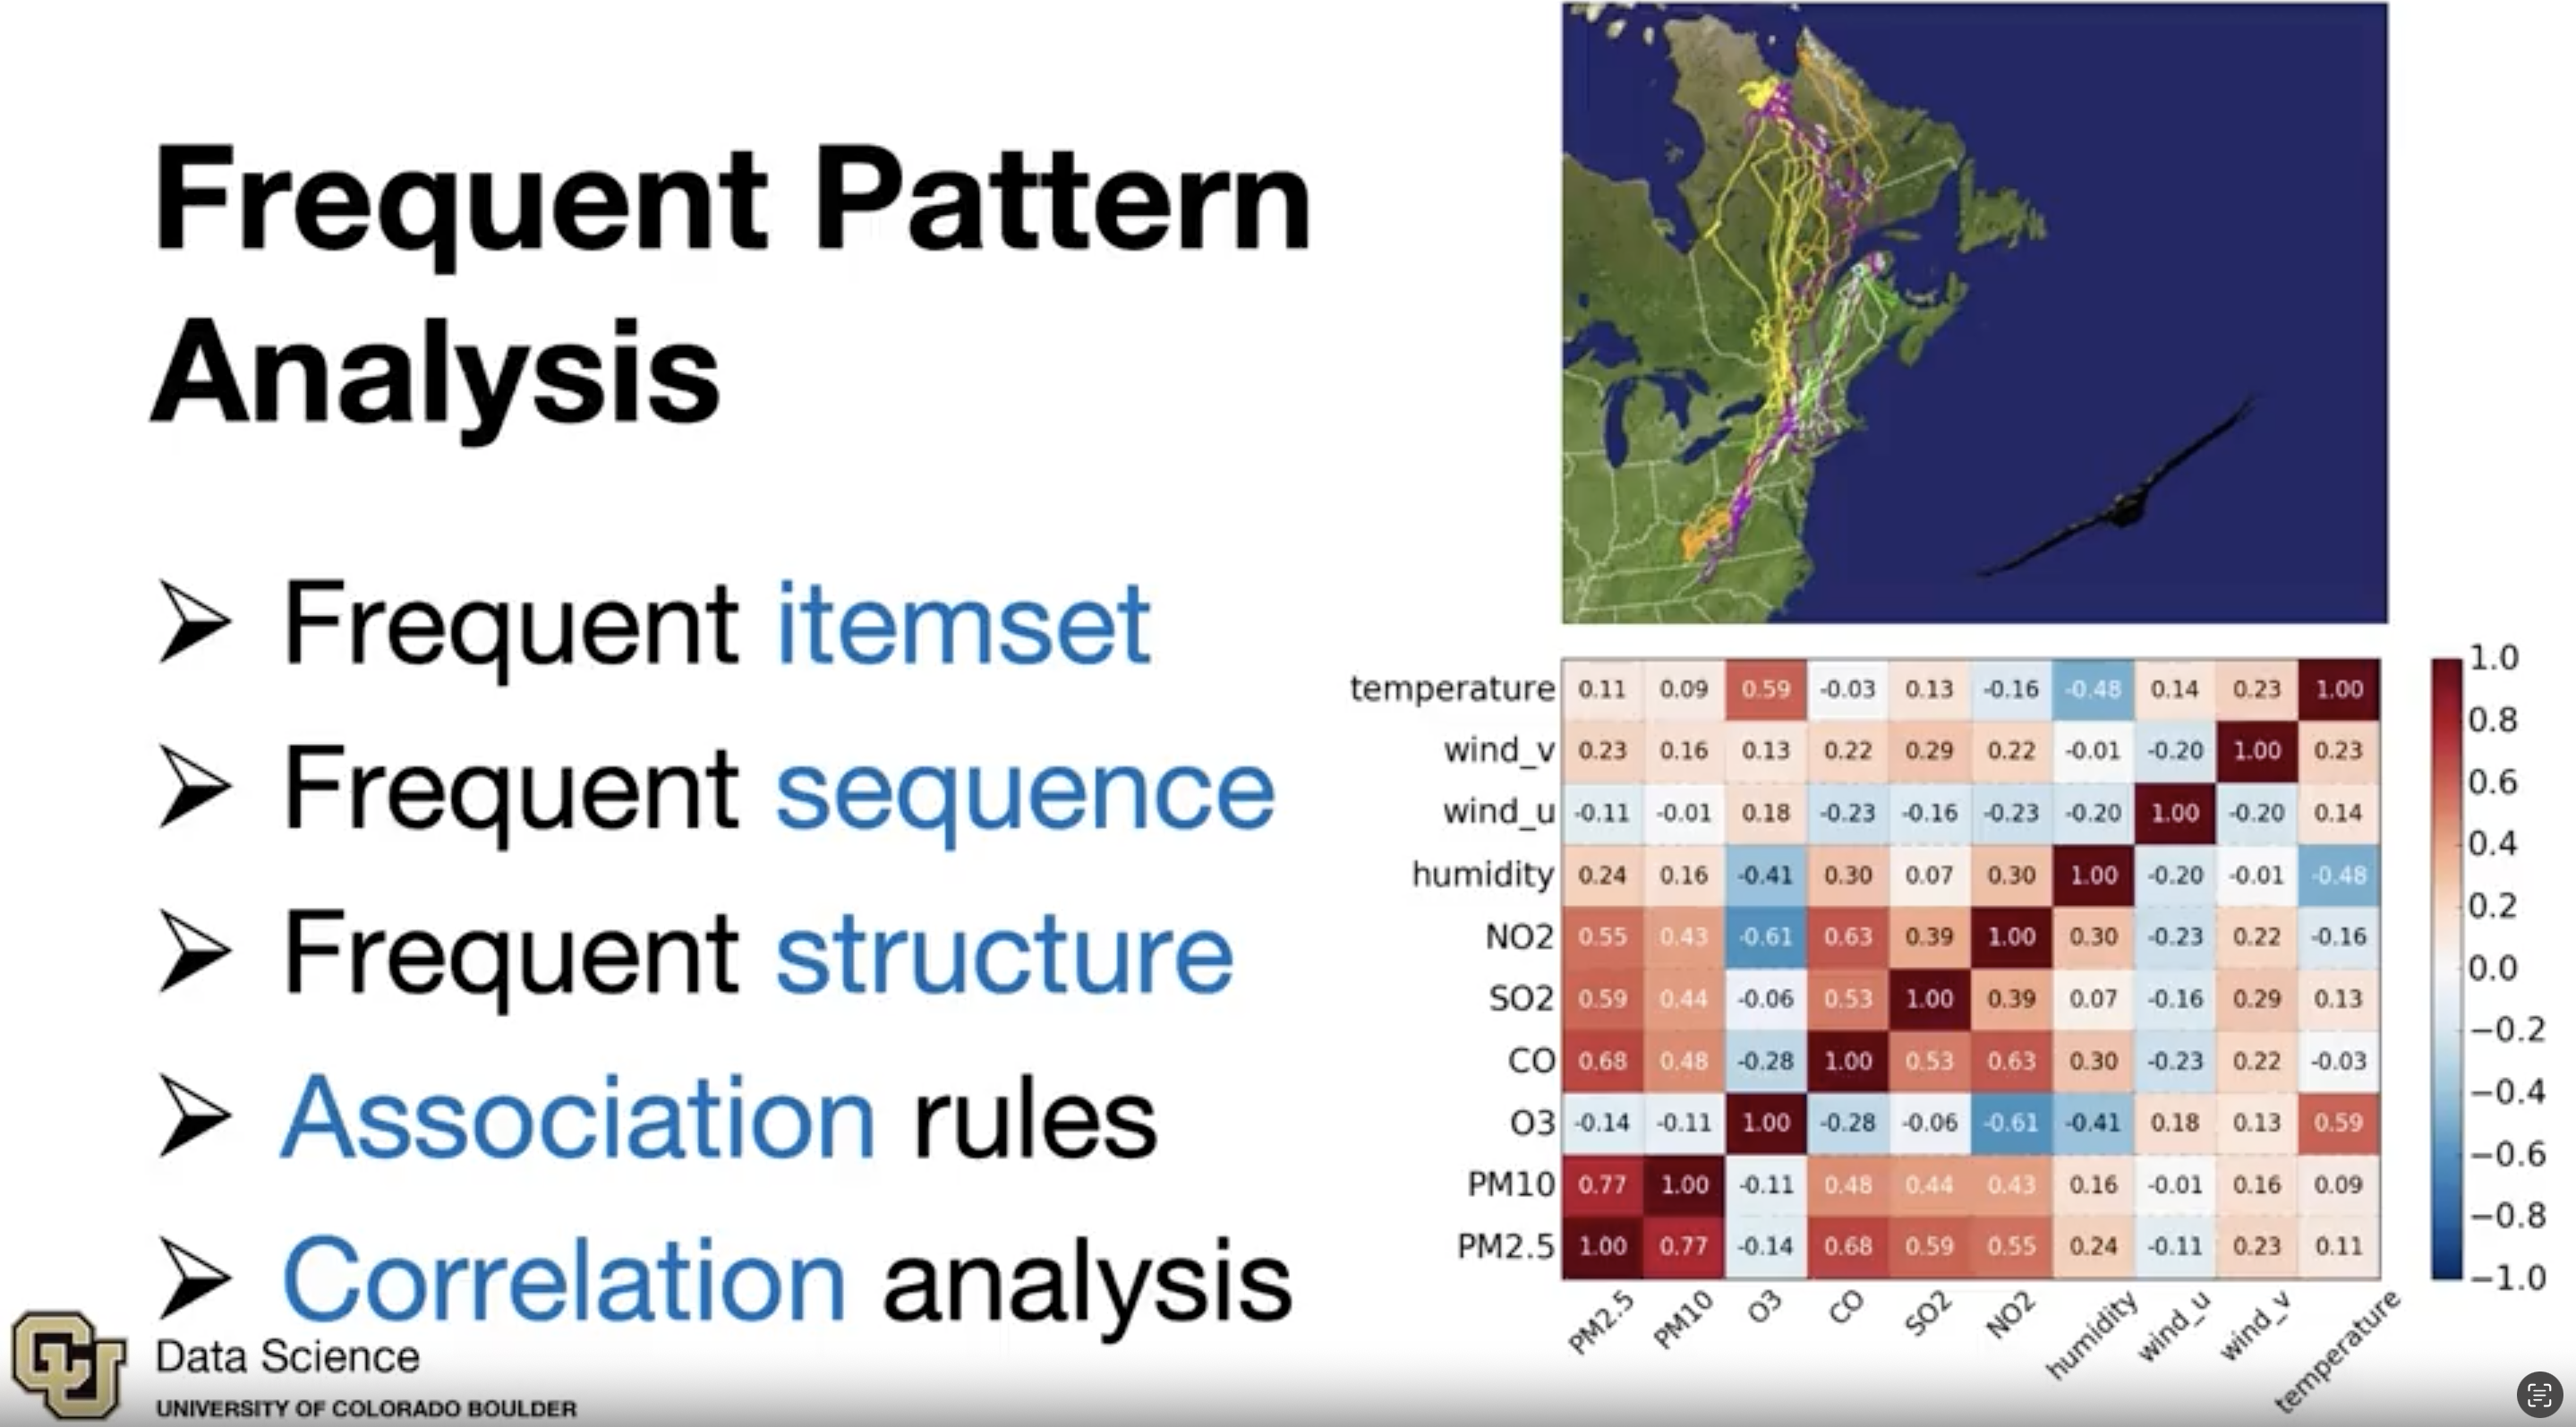 Frequent Pattern
Analysis
Frequent itemset
Frequent sequence
Frequent structure
Association rules
Correlation analysis
Data Science
UNIVERSITY OF COLORADO BOULDER
temperature 0.11 0.09 0.59 -0.03 0.13 -0.16 -0.48 0.14 0.23 1.00
wind_v 0.23 0.16 0.13 0.22 0.29 0.22 -0.01 -0.20 1.00 0.23
wind_u -0.11 -0.01 0.18 -0.23 -0.16 -0.23 -0.20 1.00 -0.20 0.14
humidity 0.24 0.16 -0.41 0.30 0.07 0.30 1.00 -0.20 -0.01 -0.48
NO2 0.55 0.43 -0.61 0.63 0.39 1.00 0.30 -0.23 0.22 -0.16
SO2 0.59 0.44 -0.06 0.53 1.00 0.39 0.07 -0.16 0.29 0.13
CO 0.68 0.48 -0.28 1.00 0.53 0.63 0.30 -0.23 0.22 -0.03
O3 -0.14 -0.11 1.00 -0.28 -0.06 -0.61 -0.41 0.18 0.13 0.59
PM10 0.77 1.00 -0.11 0.48 0.44 0.43 0.16 -0.01 0.16 0.09
PM2.5 1.00 0.77 -0.14 0.68 0.59 0.55 0.24 -0.11 0.23 0.11
PM2.5 PM10 O3 CO SO2 NO2 humidity wind_u wind_v temperature
1.0
0.8
0.6
0.4
0.2
0.0
−0.2
−0.4
−0.6
−0.8
−1.0
CU